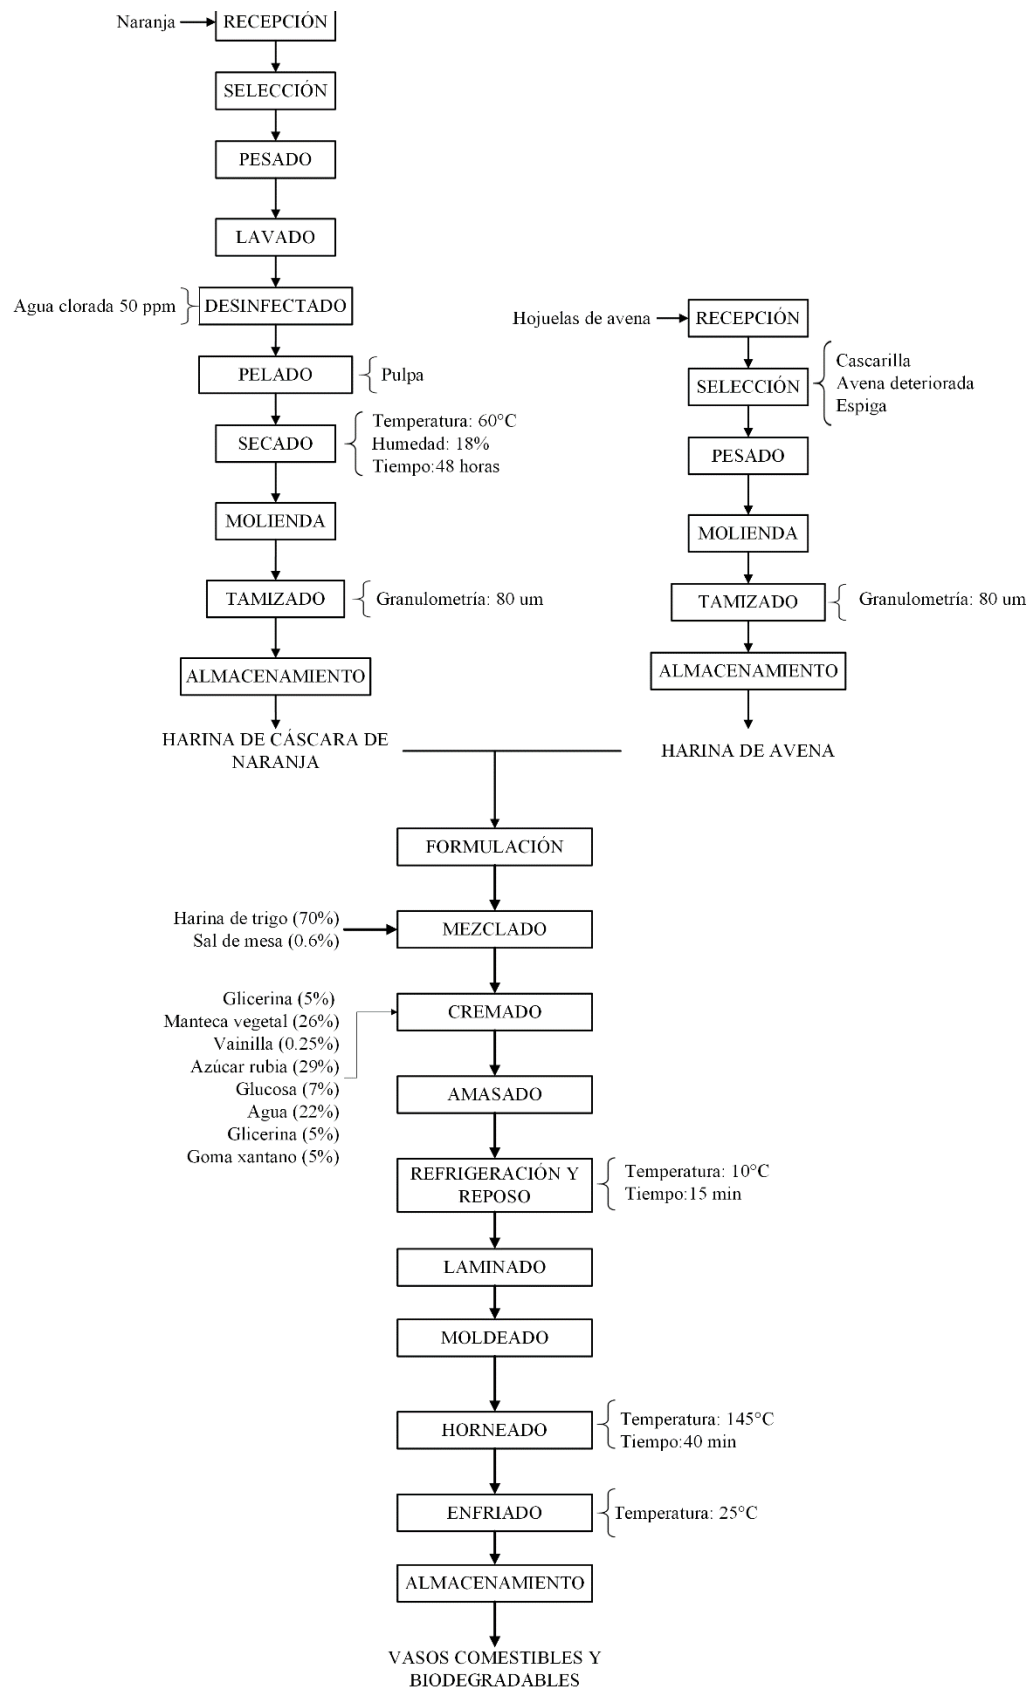 Naranja
RECEPCIÓN
SELECCIÓN
PESADO
LAVADO
Agua clorada 50 ppm
DESINFECTADO
PELADO
Pulpa
SECADO
Temperatura: 60°C
Humedad: 18%
Tiempo:48 horas
MOLIENDA
TAMIZADO
Granulometría: 80 um
ALMACENAMIENTO
HARINA DE CÁSCARA DE
NARANJA
Hojuelas de avena
RECEPCIÓN
SELECCIÓN
Cascarilla
Avena deteriorada
Espiga
PESADO
MOLIENDA
TAMIZADO
Granulometría: 80 um
ALMACENAMIENTO
HARINA DE AVENA
FORMULACIÓN
Harina de trigo (70%)
Sal de mesa (0.6%)
MEZCLADO
Glicerina (5%)
Manteca vegetal (26%)
Vainilla (0.25%)
Azúcar rubia (29%)
Glucosa (7%)
Agua (22%)
Glicerina (5%)
Goma xantano (5%)
CREMADO
AMASADO
REFRIGERACIÓN Y
REPOSO
Temperatura: 10°C
Tiempo:15 min
LAMINADO
MOLDEADO
HORNEADO
Temperatura: 145°C
Tiempo:40 min
ENFRIADO
Temperatura: 25°C
ALMACENAMIENTO
VASOS COMESTIBLES Y
BIODEGRADABLES